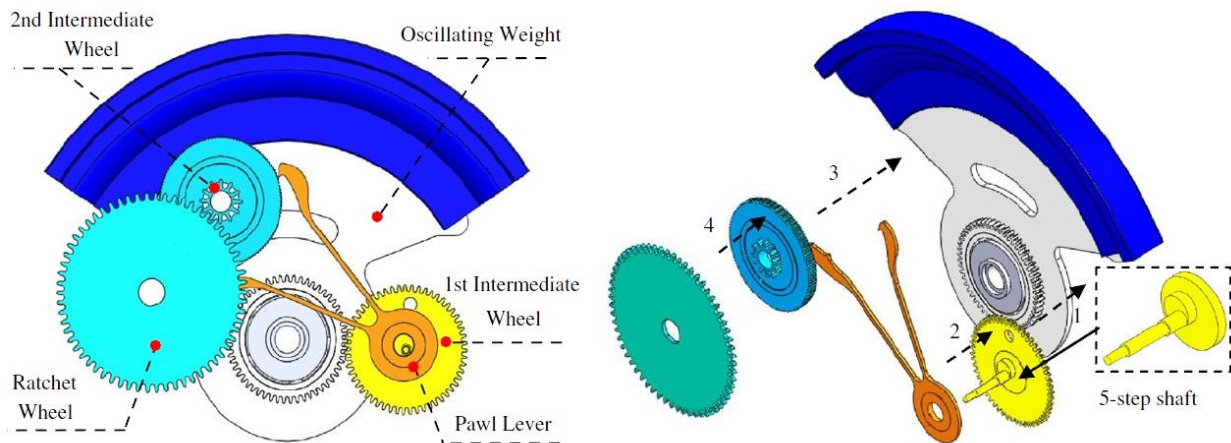 2nd Intermediate
Wheel
Oscillating Weight
1st Intermediate
Wheel
Ratchet
Wheel
Pawl Lever
3
4
2
1
5-step shaft